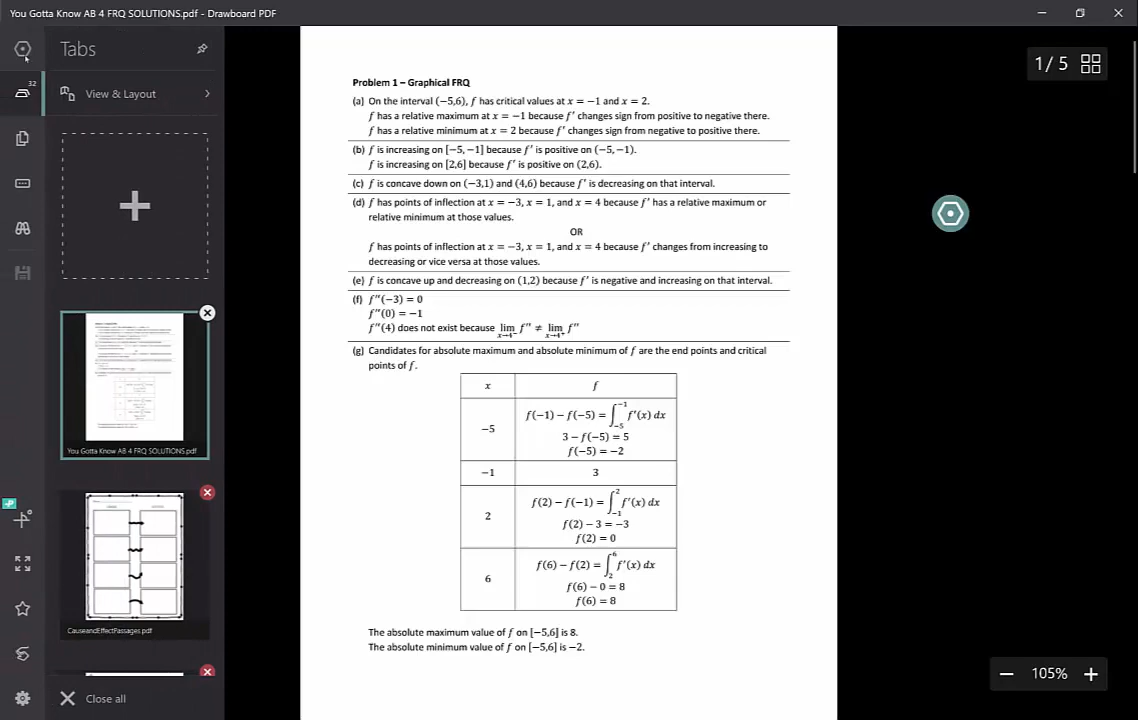 You Gotta Know AB 4 FRQ SOLUTIONS.pdf - Drawboard PDF
Tabs
32
View & Layout
You Gotta Know AB 4 FRQ SOLUTIONS.pdf
CauseandEffectPassages.pdf
Close all
1 / 5
Problem 1 – Graphical FRQ
(a) On the interval (−5,6), f has critical values at x = −1 and x = 2.
f has a relative maximum at x = −1 because f′ changes sign from positive to negative there.
f has a relative minimum at x = 2 because f′ changes sign from negative to positive there.
(b) f is increasing on [−5, −1] because f′ is positive on (−5, −1).
f is increasing on [2,6] because f′ is positive on (2,6).
(c) f is concave down on (−3,1) and (4,6) because f′ is decreasing on that interval.
(d) f has points of inflection at x = −3, x = 1, and x = 4 because f′ has a relative maximum or
relative minimum at those values.
OR
f has points of inflection at x = −3, x = 1, and x = 4 because f′ changes from increasing to
decreasing or vice versa at those values.
(e) f is concave up and decreasing on (1,2) because f′ is negative and increasing on that interval.
(f) f″(−3) = 0
f″(0) = −1
f″(4) does not exist because lim x→4⁻ f″ ≠ lim x→4⁺ f″
(g) Candidates for absolute maximum and absolute minimum of f are the end points and critical
points of f.
x f
−5 f(−1) − f(−5) = ∫₋₅⁻¹ f′(x) dx
3 − f(−5) = 5
f(−5) = −2
−1 3
2 f(2) − f(−1) = ∫₋₁² f′(x) dx
f(2) − 3 = −3
f(2) = 0
6 f(6) − f(2) = ∫₂⁶ f′(x) dx
f(6) − 0 = 8
f(6) = 8
The absolute maximum value of f on [−5,6] is 8.
The absolute minimum value of f on [−5,6] is −2.
105%